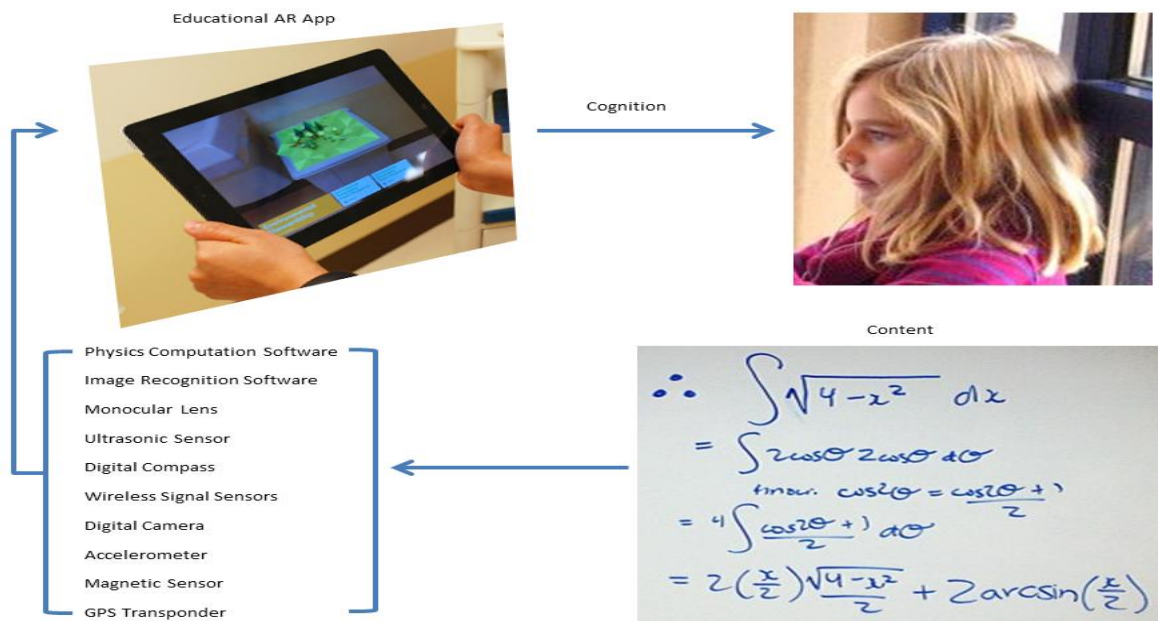 Educational AR App
Cognition
Content
Physics Computation Software
Image Recognition Software
Monocular Lens
Ultrasonic Sensor
Digital Compass
Wireless Signal Sensors
Digital Camera
Accelerometer
Magnetic Sensor
GPS Transponder
∴ ∫√(4-x²) dx
= ∫2cosθ 2cosθ dθ
cos²θ = (cos2θ + 1)/2
= 4∫(cos2θ + 1)/2 dθ
= 2(x/2)√(4-x²)/2 + 2arcsin(x/2)